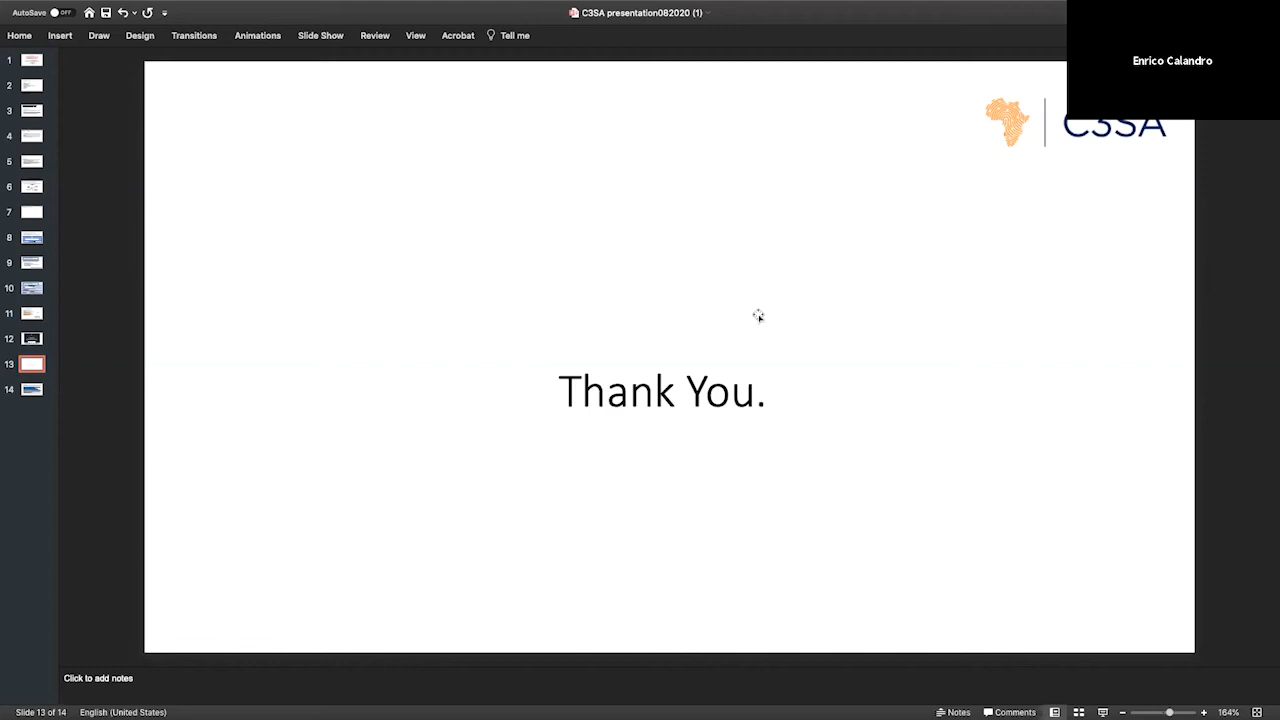 AutoSave OFF
C3SA presentation082020 (1)
Home Insert Draw Design Transitions Animations Slide Show Review View Acrobat Tell me
Enrico Calandro
C3SA
1
2
3
4
5
6
7
8
9
10
11
12
13
14
Thank You.
Click to add notes
Slide 13 of 14 English (United States) Notes Comments 164%